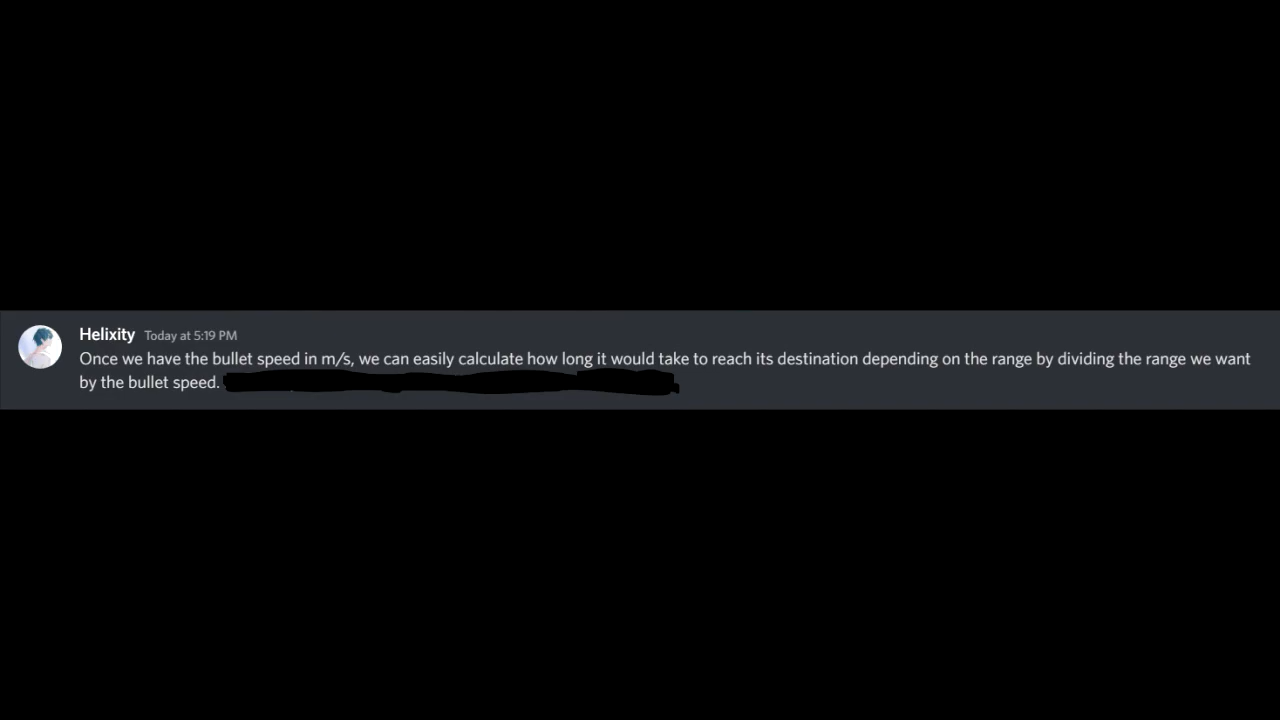 Helixity Today at 5:19 PM
Once we have the bullet speed in m/s, we can easily calculate how long it would take to reach its destination depending on the range by dividing the range we want
by the bullet speed.